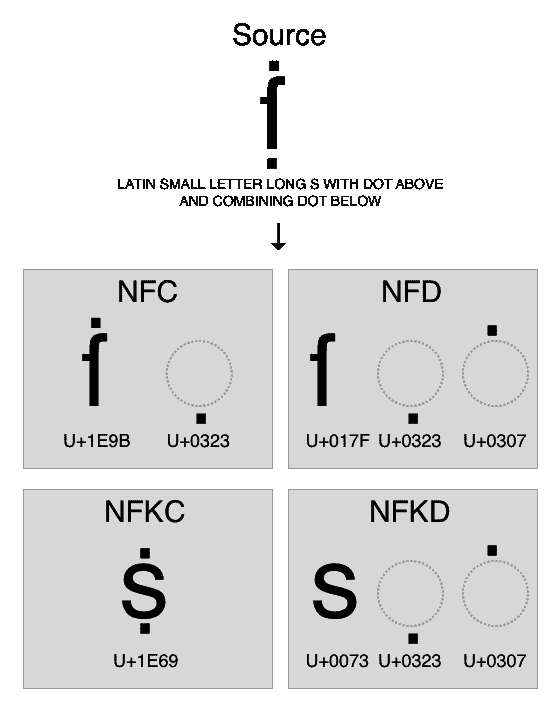 Source
ẛ̣
LATIN SMALL LETTER LONG S WITH DOT ABOVE
AND COMBINING DOT BELOW
↓
NFC
ẛ ◌̣
U+1E9B U+0323
NFD
ſ ◌̣ ◌̇
U+017F U+0323 U+0307
NFKC
ṩ
U+1E69
NFKD
s ◌̣ ◌̇
U+0073 U+0323 U+0307